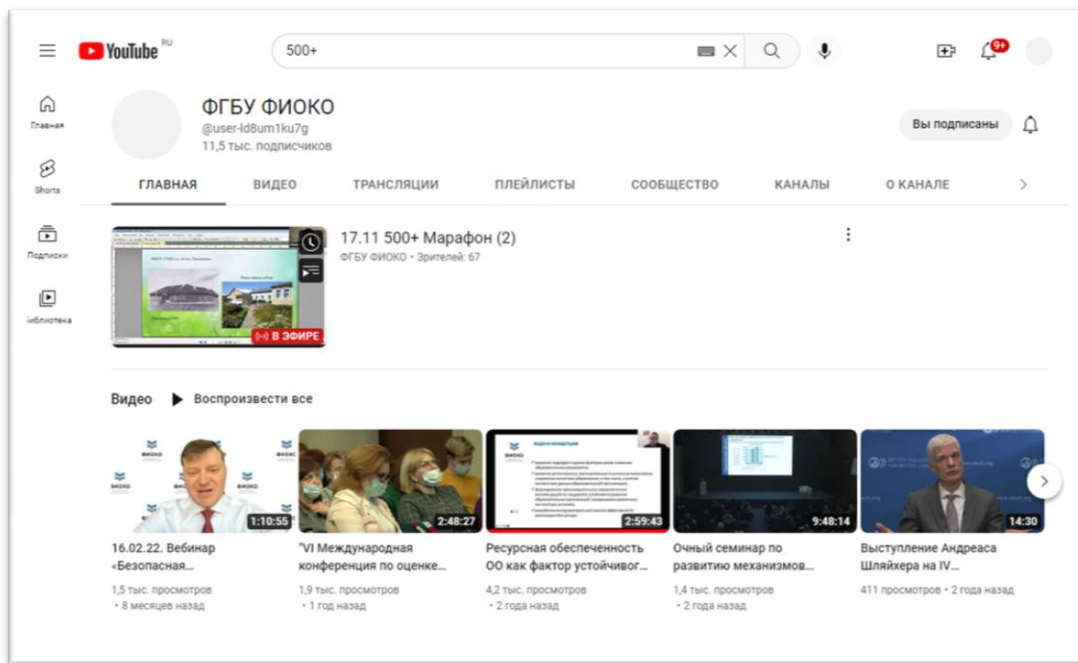 YouTube RU
500+
9+
Главная
Shorts
Подписки
иблиотека
ФГБУ ФИОКО
@user-ld8um1ku7g
11,5 тыс. подписчиков
Вы подписаны
ГЛАВНАЯ ВИДЕО ТРАНСЛЯЦИИ ПЛЕЙЛИСТЫ СООБЩЕСТВО КАНАЛЫ О КАНАЛЕ
В ЭФИРЕ
17.11 500+ Марафон (2)
ФГБУ ФИОКО • Зрителей: 67
Видео Воспроизвести все
ФИОКО
1:10:55
16.02.22. Вебинар
«Безопасная...
1,5 тыс. просмотров
• 8 месяцев назад
2:48:27
"VI Международная
конференция по оценке...
1,9 тыс. просмотров
• 1 год назад
2:59:43
Ресурсная обеспеченность
ОО как фактор устойчивог...
4,2 тыс. просмотров
• 2 года назад
9:48:14
Очный семинар по
развитию механизмов...
1,4 тыс. просмотров
• 2 года назад
14:30
Выступление Андреаса
Шляйхера на IV...
411 просмотров • 2 года назад